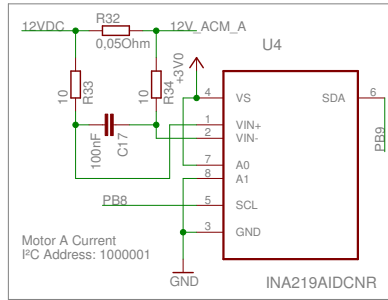 12VDC
R32
12V_ACM_A
0,05Ohm
U4
+3V0
10
R33
10
R34
100nF
C17
4
VS
SDA
6
1
VIN+
2
VIN-
PB9
7
A0
8
A1
PB8
5
SCL
3
GND
Motor A Current
I²C Address: 1000001
GND
INA219AIDCNR